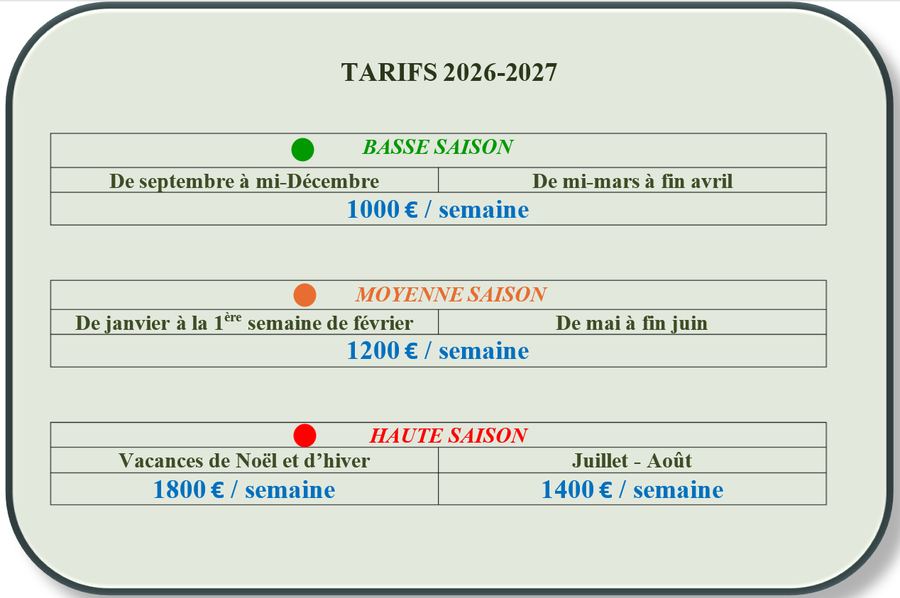 TARIFS 2026-2027
BASSE SAISON
De septembre à mi-Décembre
De mi-mars à fin avril
1000 € / semaine
MOYENNE SAISON
De janvier à la 1ère semaine de février
De mai à fin juin
1200 € / semaine
HAUTE SAISON
Vacances de Noël et d’hiver
Juillet - Août
1800 € / semaine
1400 € / semaine